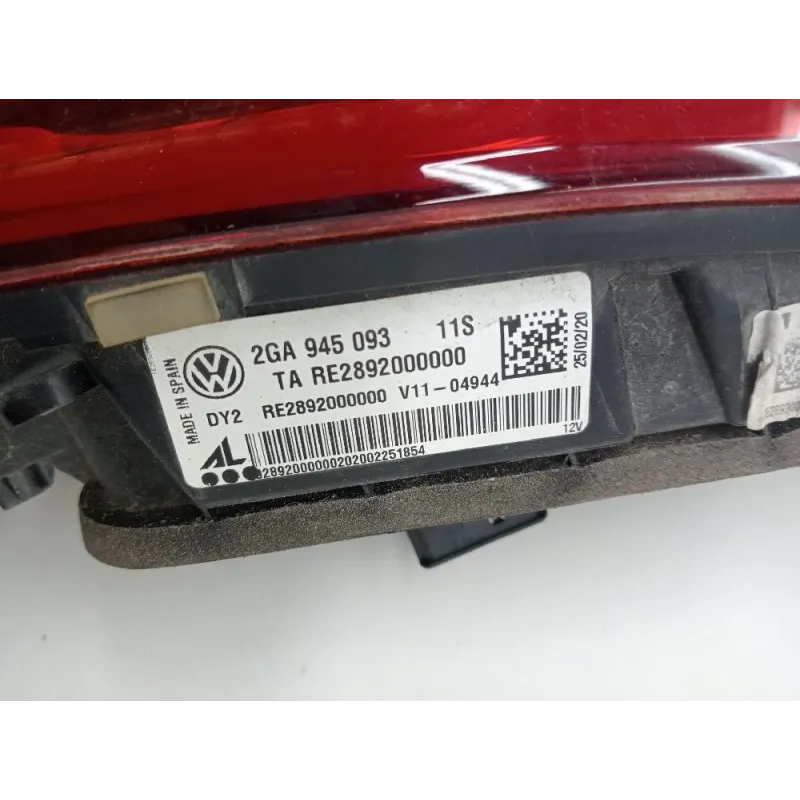 MADE IN SPAIN
2GA 945 093 11S
TA RE2892000000
DY2 RE2892000000 V11-04944
25/02/20
12V
AL
2892000000202002251854